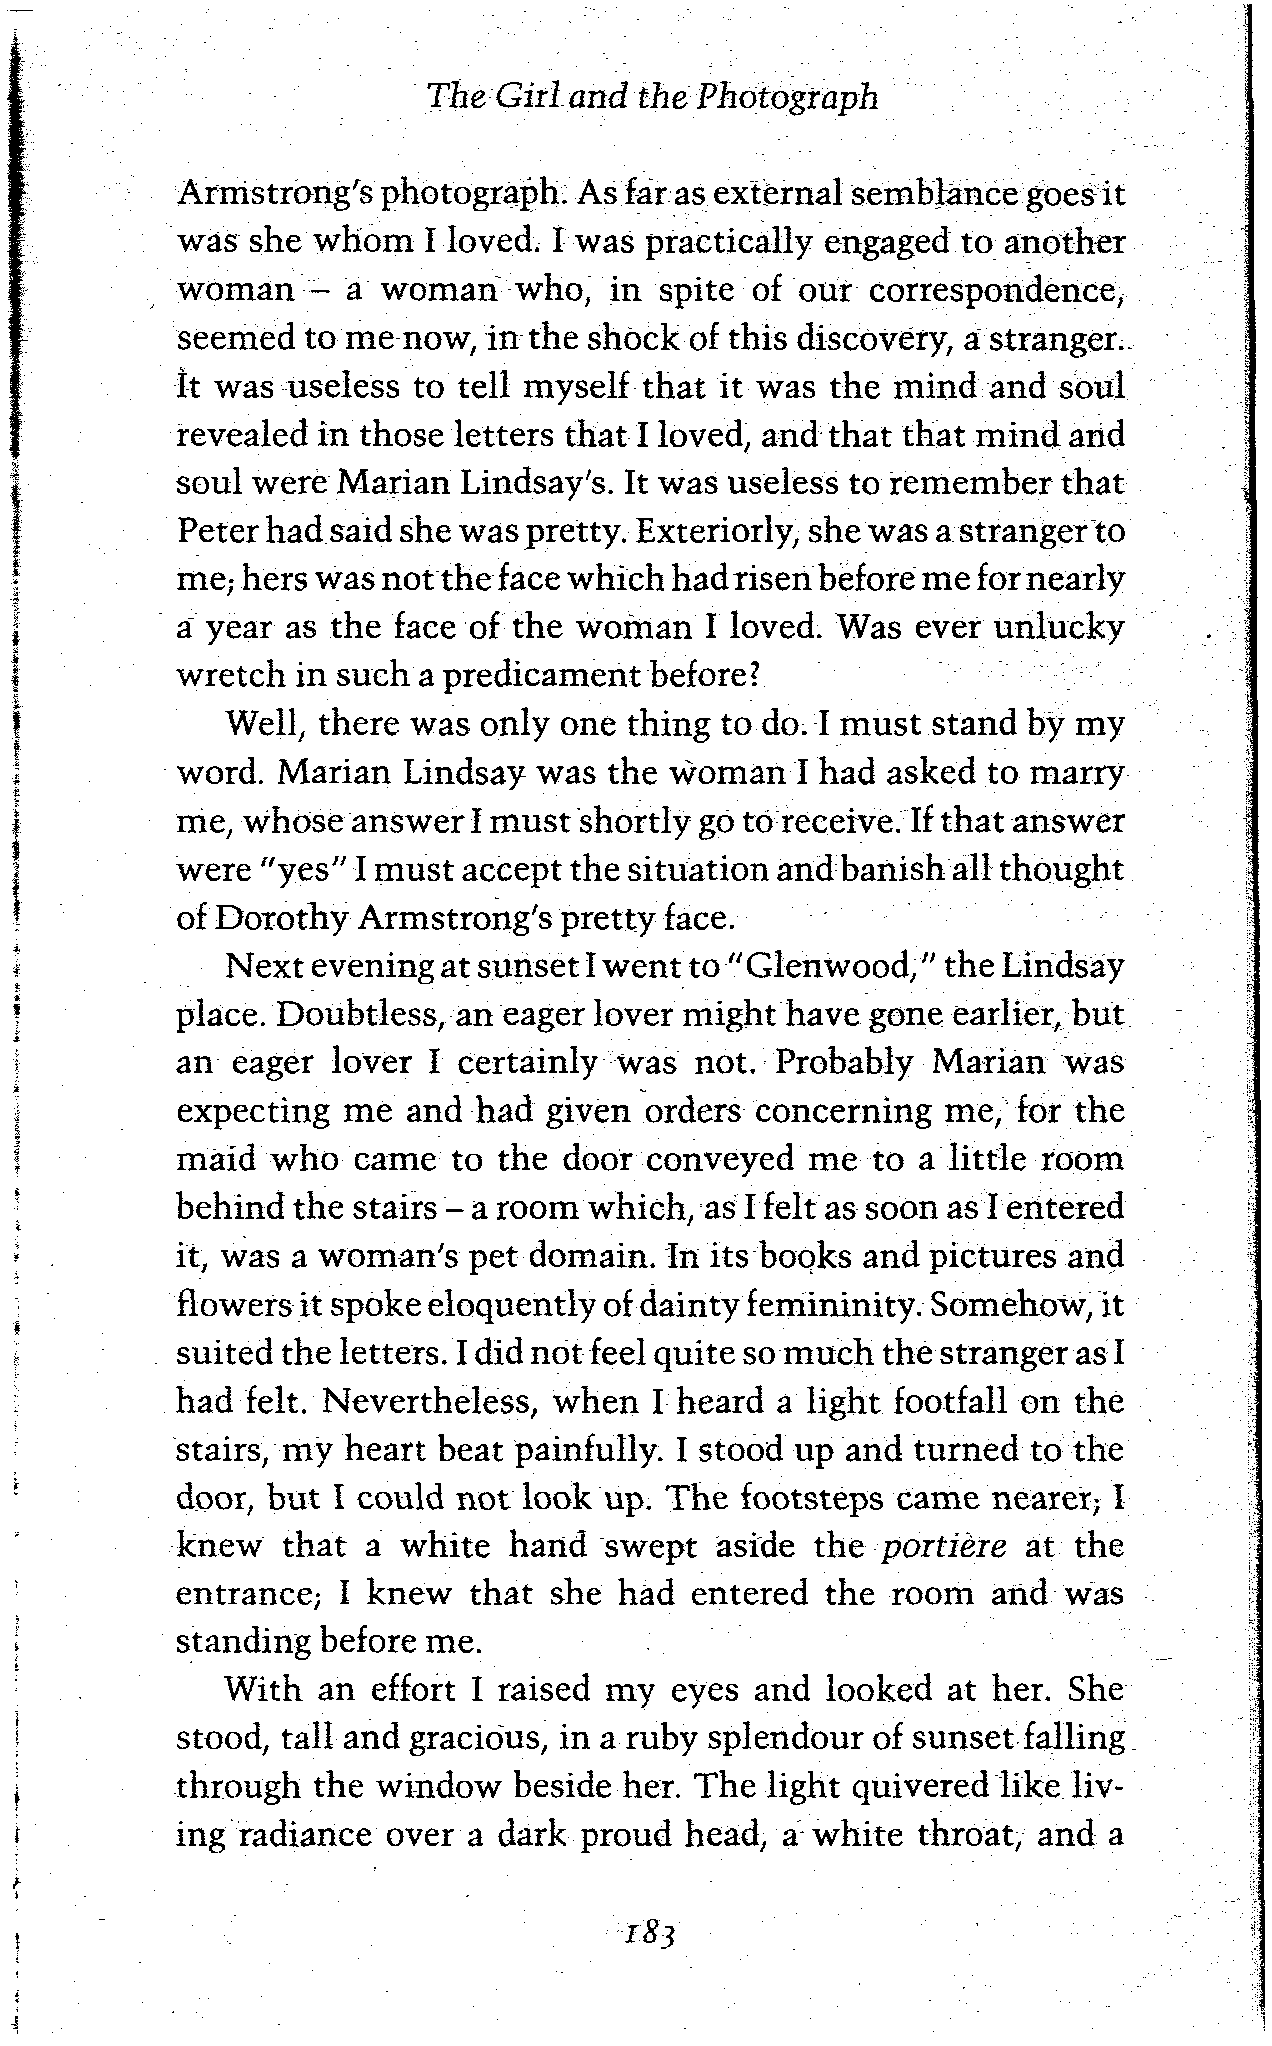 The Girl and the Photograph
Armstrong's photograph. As far as external semblance goes it
was she whom I loved. I was practically engaged to another
woman – a woman who, in spite of our correspondence,
seemed to me now, in the shock of this discovery, a stranger.
It was useless to tell myself that it was the mind and soul
revealed in those letters that I loved, and that that mind and
soul were Marian Lindsay's. It was useless to remember that
Peter had said she was pretty. Exteriorly, she was a stranger to
me; hers was not the face which had risen before me for nearly
a year as the face of the woman I loved. Was ever unlucky
wretch in such a predicament before?
Well, there was only one thing to do. I must stand by my
word. Marian Lindsay was the woman I had asked to marry
me, whose answer I must shortly go to receive. If that answer
were "yes" I must accept the situation and banish all thought
of Dorothy Armstrong's pretty face.
Next evening at sunset I went to "Glenwood," the Lindsay
place. Doubtless, an eager lover might have gone earlier, but
an eager lover I certainly was not. Probably Marian was
expecting me and had given orders concerning me, for the
maid who came to the door conveyed me to a little room
behind the stairs – a room which, as I felt as soon as I entered
it, was a woman's pet domain. In its books and pictures and
flowers it spoke eloquently of dainty femininity. Somehow, it
suited the letters. I did not feel quite so much the stranger as I
had felt. Nevertheless, when I heard a light footfall on the
stairs, my heart beat painfully. I stood up and turned to the
door, but I could not look up. The footsteps came nearer; I
knew that a white hand swept aside the portière at the
entrance; I knew that she had entered the room and was
standing before me.
With an effort I raised my eyes and looked at her. She
stood, tall and gracious, in a ruby splendour of sunset falling
through the window beside her. The light quivered like liv-
ing radiance over a dark proud head, a white throat, and a
183